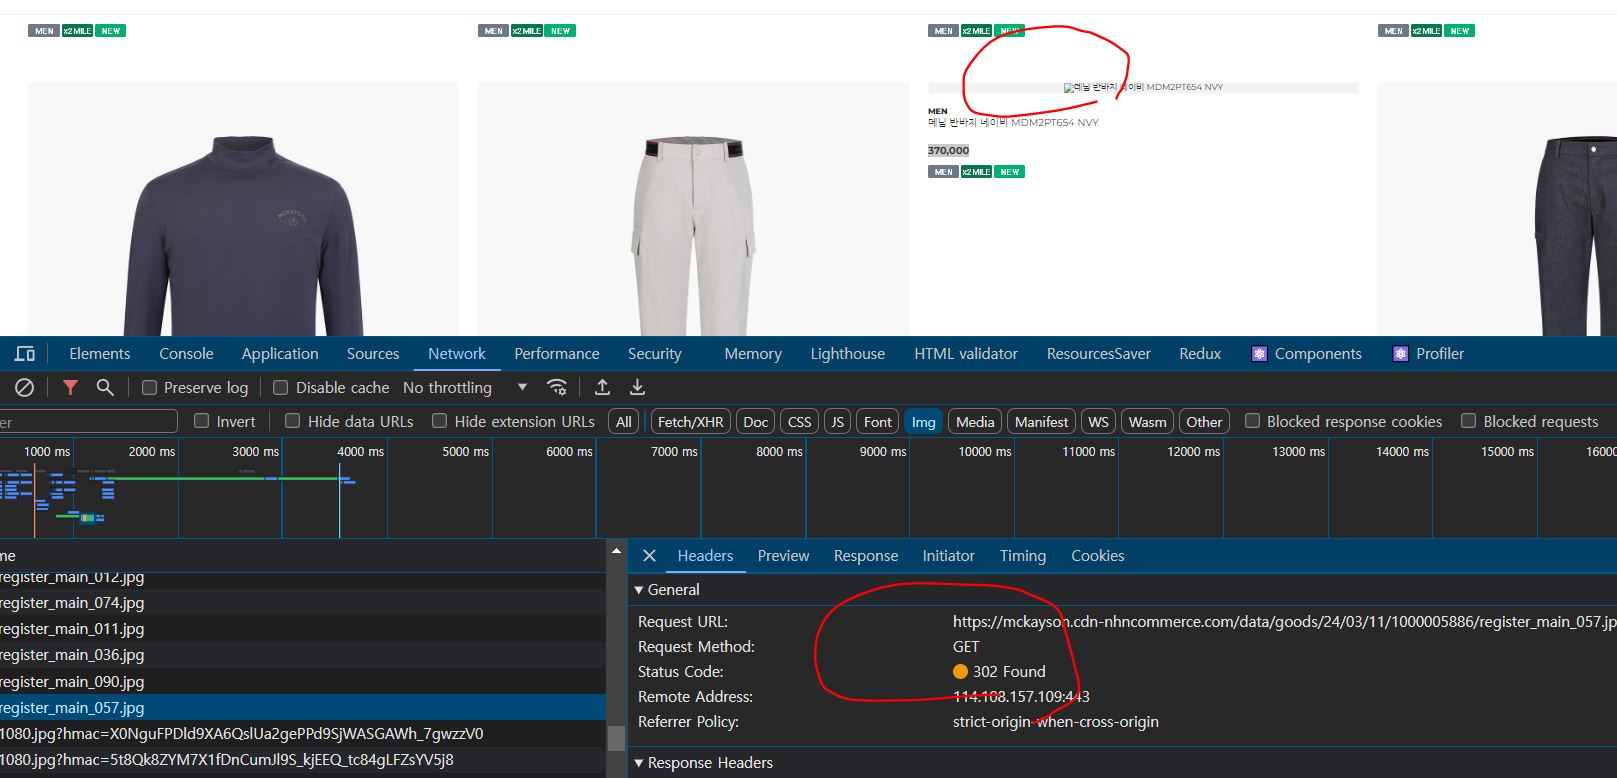 MEN x2 MILE NEW
MEN x2 MILE NEW
MEN x2 MILE NEW
MEN x2 MILE NEW
데님 반바지 네이비 MDM2PT654 NVY
MEN
데님 반바지 네이비 MDM2PT654 NVY
370,000
MEN x2 MILE NEW
MCKAYSON
Elements Console Application Sources Network Performance Security Memory Lighthouse HTML validator ResourcesSaver Redux Components Profiler
Preserve log Disable cache No throttling
er Invert Hide data URLs Hide extension URLs All Fetch/XHR Doc CSS JS Font Img Media Manifest WS Wasm Other Blocked response cookies Blocked requests
1000 ms 2000 ms 3000 ms 4000 ms 5000 ms 6000 ms 7000 ms 8000 ms 9000 ms 10000 ms 11000 ms 12000 ms 13000 ms 14000 ms 15000 ms 16000
me
register_main_012.jpg
register_main_074.jpg
register_main_011.jpg
register_main_036.jpg
register_main_090.jpg
register_main_057.jpg
1080.jpg?hmac=X0NguFPDld9XA6QslUa2gePPd9SjWASGAWh_7gwzzV0
1080.jpg?hmac=5t8Qk8ZYM7X1fDnCumJl9S_kjEEQ_tc84gLFZsYV5j8
Headers Preview Response Initiator Timing Cookies
General
Request URL: https://mckayson.cdn-nhncommerce.com/data/goods/24/03/11/1000005886/register_main_057.jp
Request Method: GET
Status Code: 302 Found
Remote Address: 114.108.157.109:443
Referrer Policy: strict-origin-when-cross-origin
Response Headers